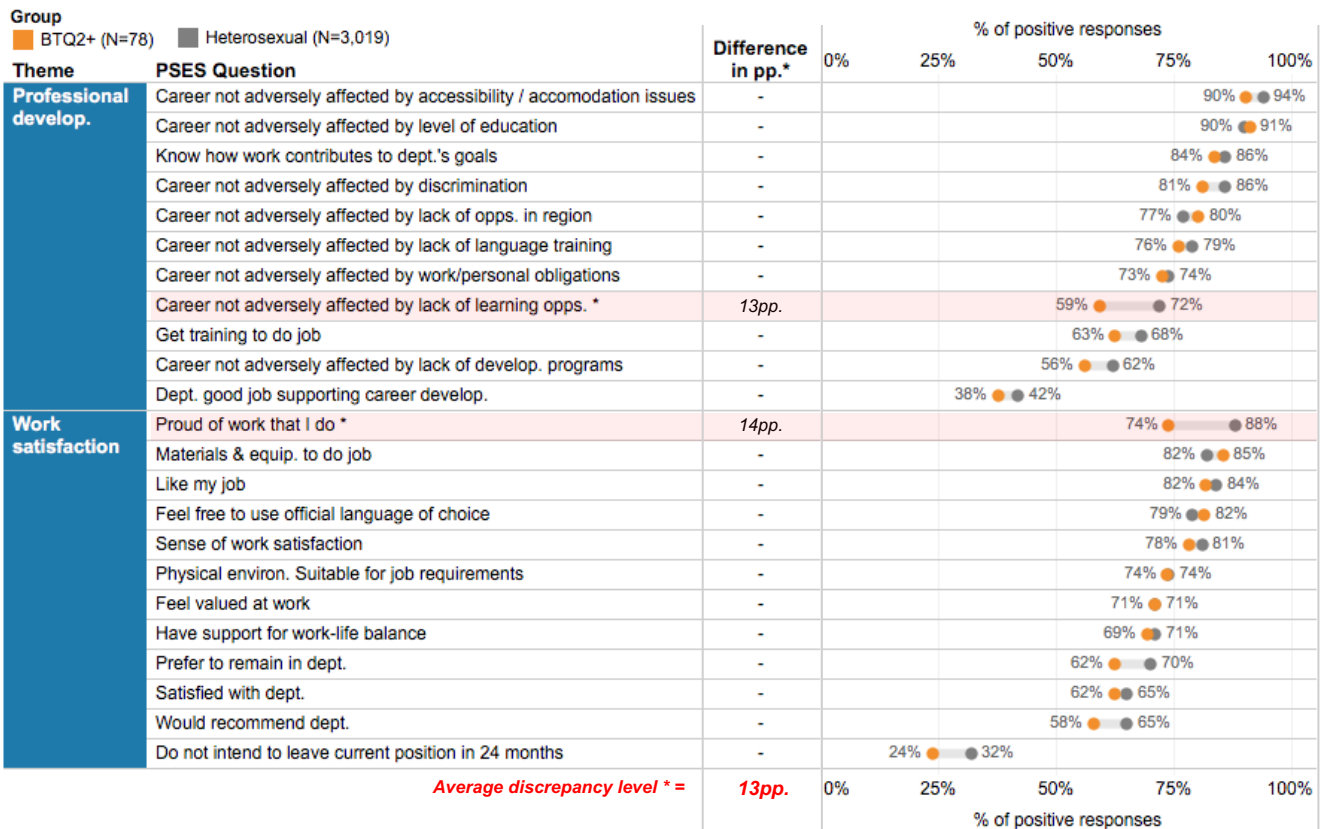 Group
BTQ2+ (N=78) Heterosexual (N=3,019)
% of positive responses
Theme PSES Question Difference in pp.* 0% 25% 50% 75% 100%
Professional develop.
Career not adversely affected by accessibility / accomodation issues - 90% 94%
Career not adversely affected by level of education - 90% 91%
Know how work contributes to dept.'s goals - 84% 86%
Career not adversely affected by discrimination - 81% 86%
Career not adversely affected by lack of opps. in region - 77% 80%
Career not adversely affected by lack of language training - 76% 79%
Career not adversely affected by work/personal obligations - 73% 74%
Career not adversely affected by lack of learning opps. * 13pp. 59% 72%
Get training to do job - 63% 68%
Career not adversely affected by lack of develop. programs - 56% 62%
Dept. good job supporting career develop. - 38% 42%
Work satisfaction
Proud of work that I do * 14pp. 74% 88%
Materials & equip. to do job - 82% 85%
Like my job - 82% 84%
Feel free to use official language of choice - 79% 82%
Sense of work satisfaction - 78% 81%
Physical environ. Suitable for job requirements - 74% 74%
Feel valued at work - 71% 71%
Have support for work-life balance - 69% 71%
Prefer to remain in dept. - 62% 70%
Satisfied with dept. - 62% 65%
Would recommend dept. - 58% 65%
Do not intend to leave current position in 24 months - 24% 32%
Average discrepancy level * = 13pp. 0% 25% 50% 75% 100%
% of positive responses